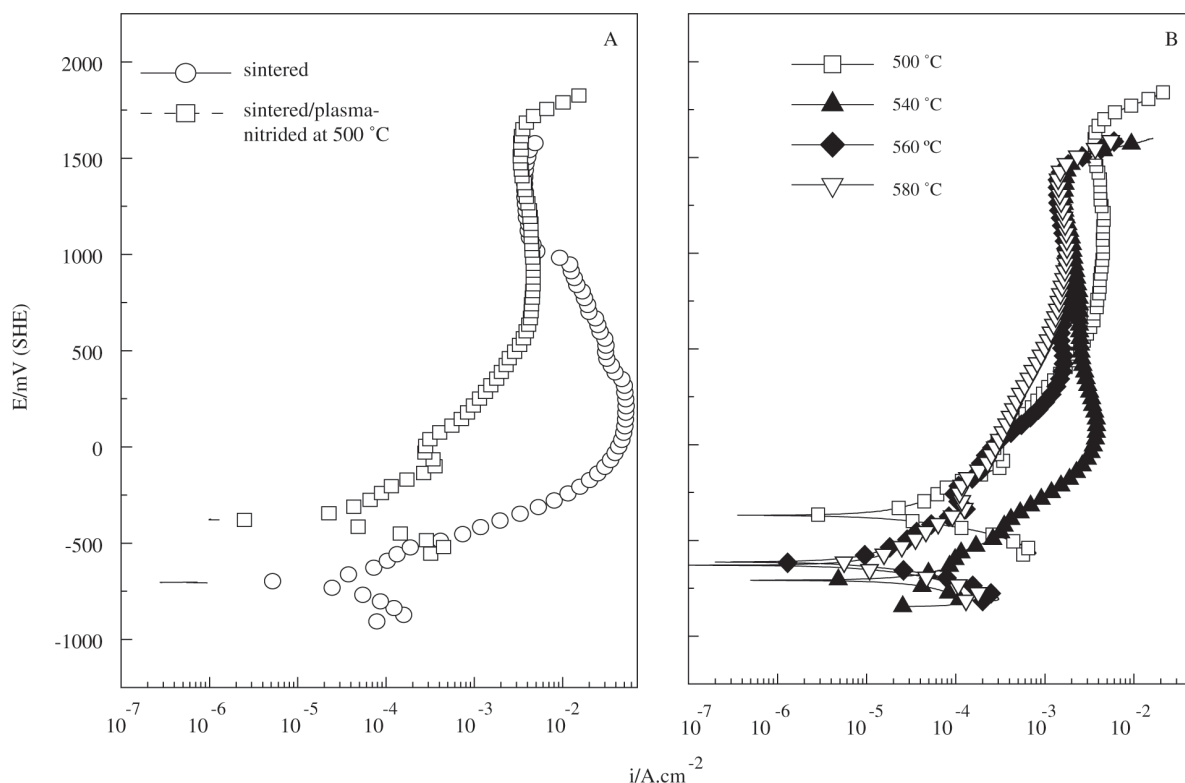 A
sintered
sintered/plasma-
nitrided at 500 ˚C
B
500 ˚C
540 ˚C
560 ºC
580 ˚C
E/mV (SHE)
2000
1500
1000
500
0
-500
-1000
10⁻⁷ 10⁻⁶ 10⁻⁵ 10⁻⁴ 10⁻³ 10⁻²
10⁻⁷ 10⁻⁶ 10⁻⁵ 10⁻⁴ 10⁻³ 10⁻²
i/A.cm⁻²